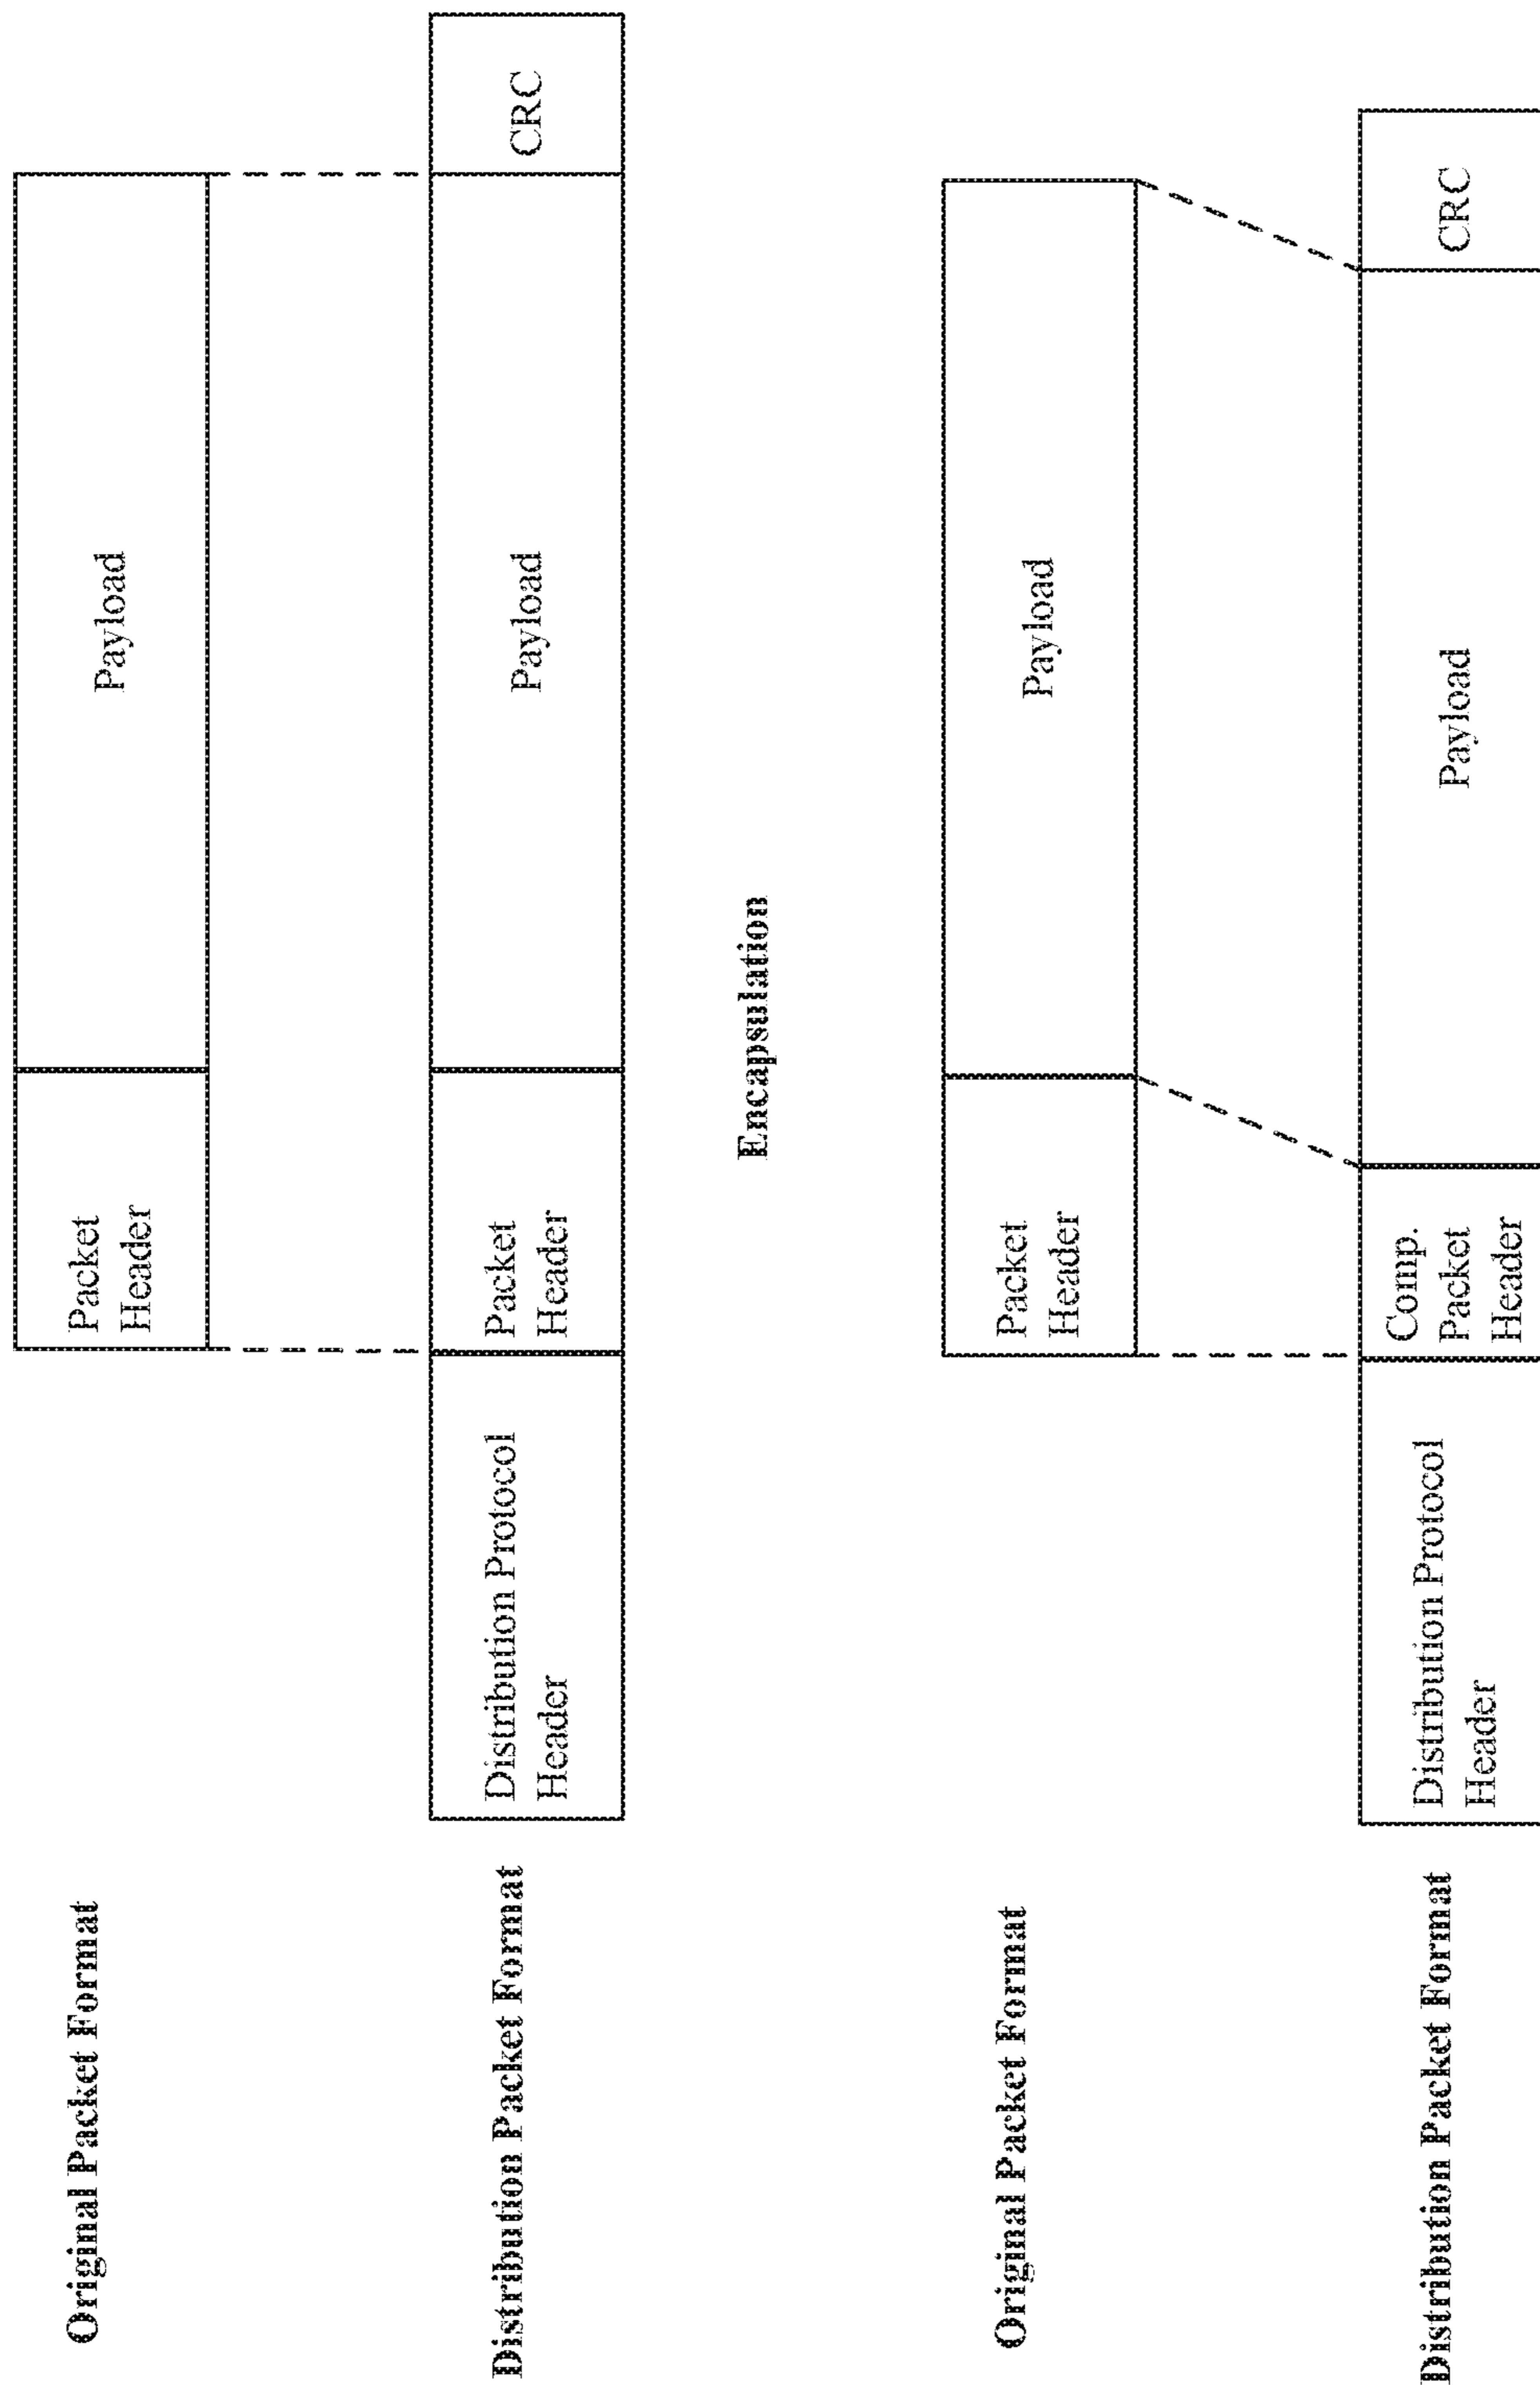 Original Packet Format
Packet
Header
Payload
Distribution Packet Format
Distribution Protocol
Header
Packet
Header
Payload
CRC
Encapsulation
Original Packet Format
Packet
Header
Payload
Distribution Packet Format
Distribution Protocol
Header
Comp.
Packet
Header
Payload
CRC